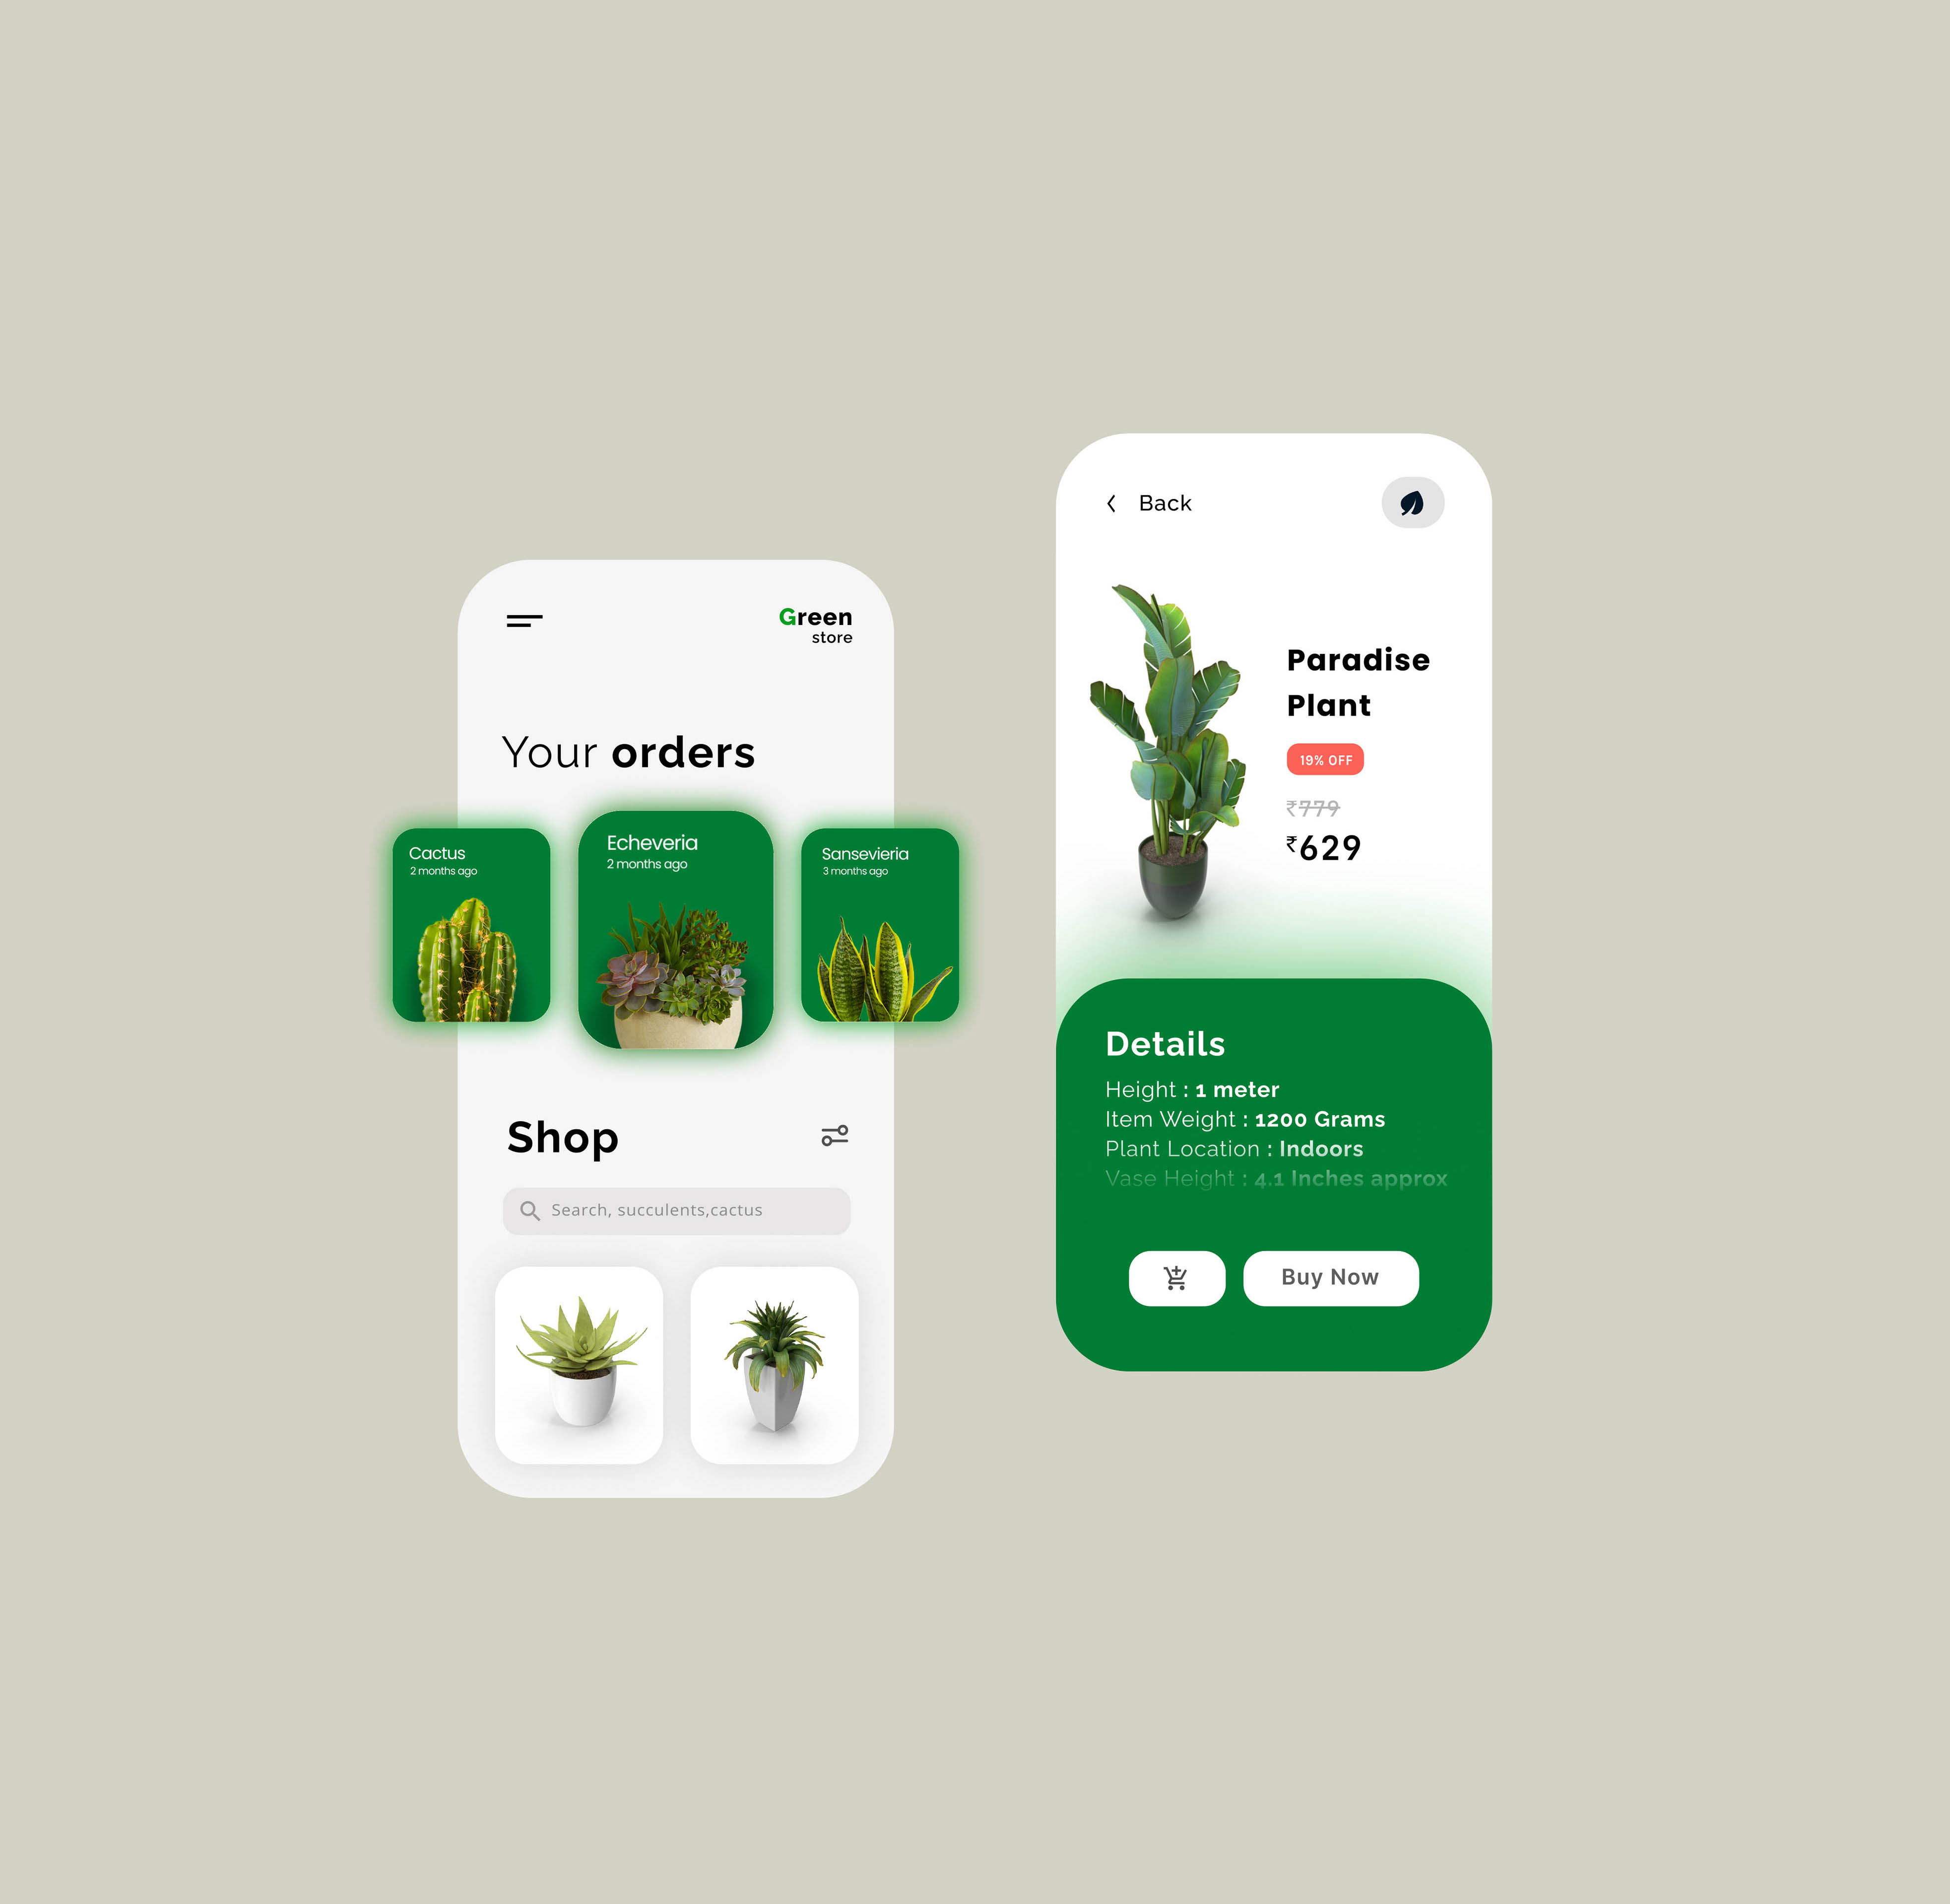 Green
store
Your orders
Cactus
2 months ago
Echeveria
2 months ago
Sansevieria
3 months ago
Shop
Search, succulents,cactus
Back
Paradise
Plant
19% OFF
₹779
₹629
Details
Height : 1 meter
Item Weight : 1200 Grams
Plant Location : Indoors
Vase Height : 4.1 Inches approx
Buy Now